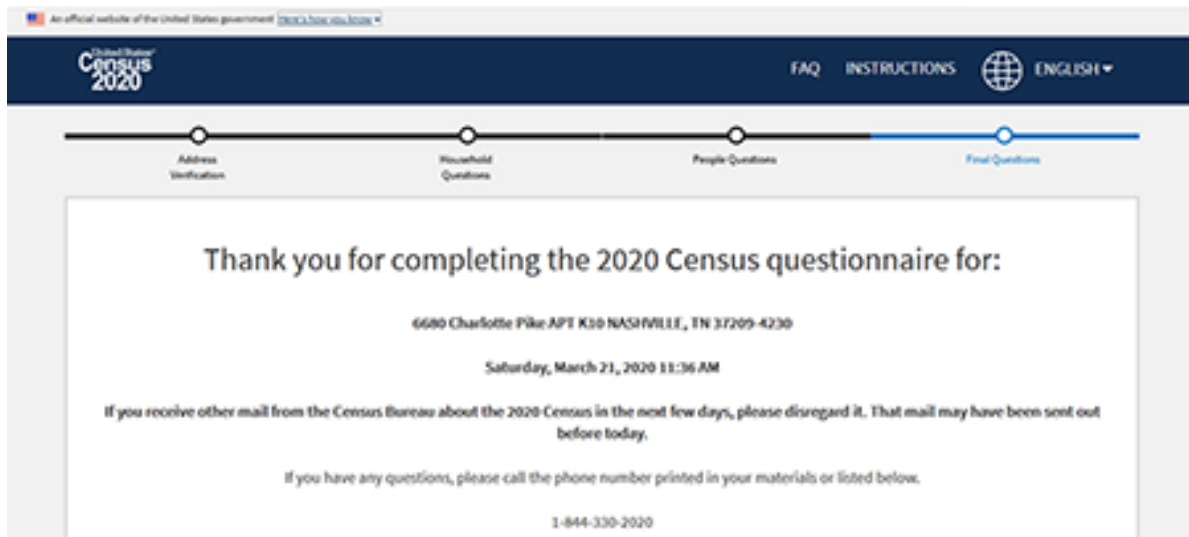 An official website of the United States government Here's how you know
United States®
Census
2020
FAQ INSTRUCTIONS ENGLISH
Address
Verification
Household
Questions
People Questions
Final Questions
Thank you for completing the 2020 Census questionnaire for:
6680 Charlotte Pike APT K10 NASHVILLE, TN 37209-4230
Saturday, March 21, 2020 11:36 AM
If you receive other mail from the Census Bureau about the 2020 Census in the next few days, please disregard it. That mail may have been sent out
before today.
If you have any questions, please call the phone number printed in your materials or listed below.
1-844-330-2020